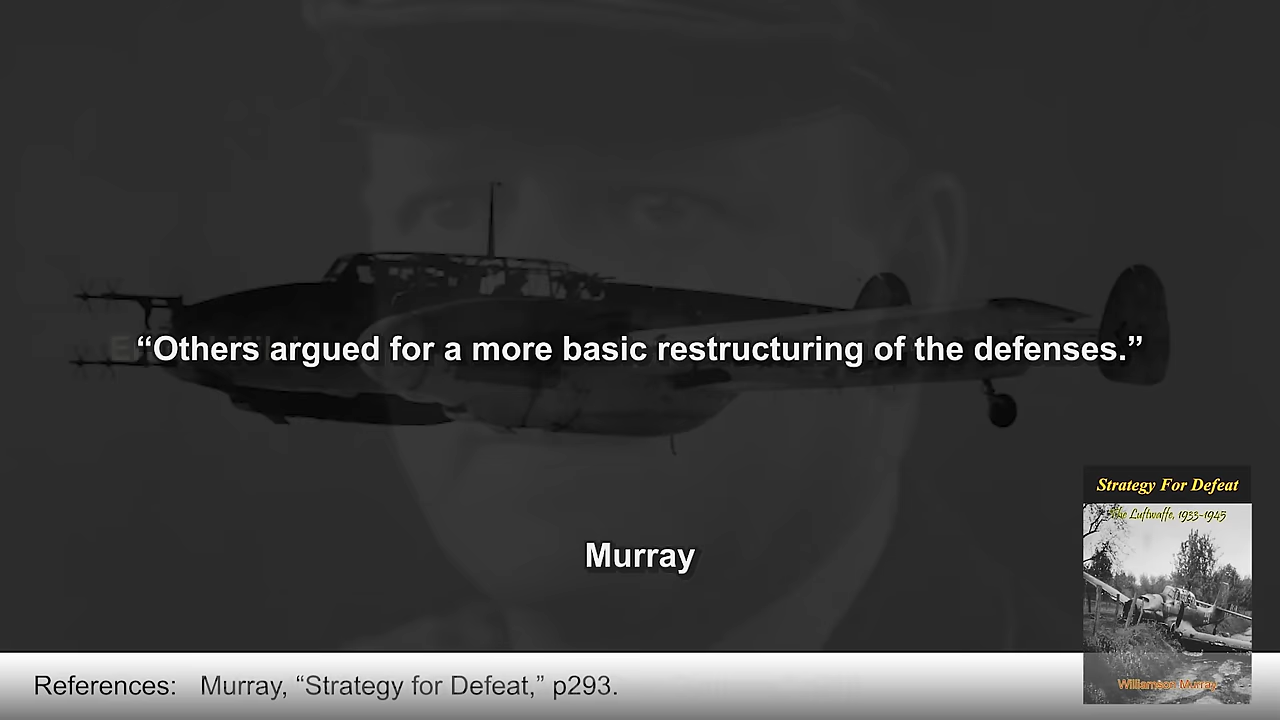 “Others argued for a more basic restructuring of the defenses.”
Murray
Strategy For Defeat
The Luftwaffe, 1933-1945
Williamson Murray
References: Murray, “Strategy for Defeat,” p293.